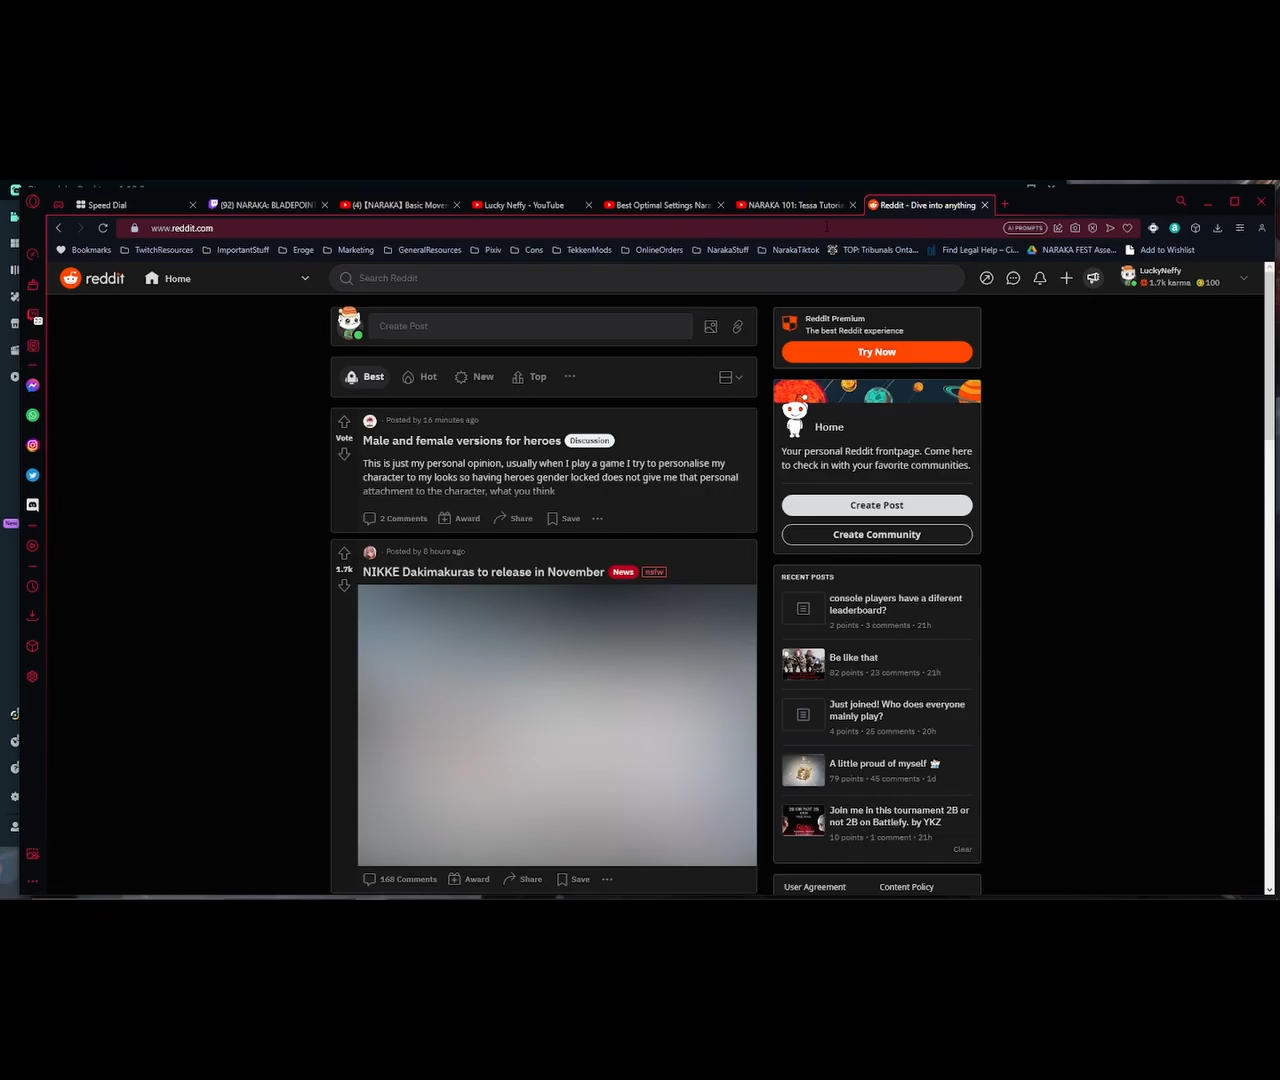 Speed Dial
(92) NARAKA: BLADEPOINT
(4) 【NARAKA】 Basic Move
Lucky Neffy - YouTube
Best Optimal Settings Nara
NARAKA 101: Tessa Tutoria
Reddit - Dive into anything
www.reddit.com
AI PROMPTS
Bookmarks
TwitchResources
ImportantStuff
Eroge
Marketing
GeneralResources
Pixiv
Cons
TekkenMods
OnlineOrders
NarakaStuff
NarakaTiktok
TOP: Tribunals Onta...
Find Legal Help – Ci...
NARAKA FEST Asse...
Add to Wishlist
reddit
Home
Search Reddit
LuckyNeffy
1.7k karma
100
Create Post
Best
Hot
New
Top
Posted by 16 minutes ago
Vote
Male and female versions for heroes Discussion
This is just my personal opinion, usually when I play a game I try to personalise my
character to my looks so having heroes gender locked does not give me that personal
attachment to the character, what you think
2 Comments
Award
Share
Save
Posted by 8 hours ago
1.7k
NIKKE Dakimakuras to release in November News nsfw
168 Comments
Award
Share
Save
Reddit Premium
The best Reddit experience
Try Now
Home
Your personal Reddit frontpage. Come here
to check in with your favorite communities.
Create Post
Create Community
RECENT POSTS
console players have a diferent
leaderboard?
2 points • 3 comments • 21h
Be like that
82 points • 23 comments • 21h
Just joined! Who does everyone
mainly play?
4 points • 25 comments • 20h
A little proud of myself
79 points • 45 comments • 1d
Join me in this tournament 2B or
not 2B on Battlefy. by YKZ
10 points • 1 comment • 21h
Clear
User Agreement
Content Policy
New